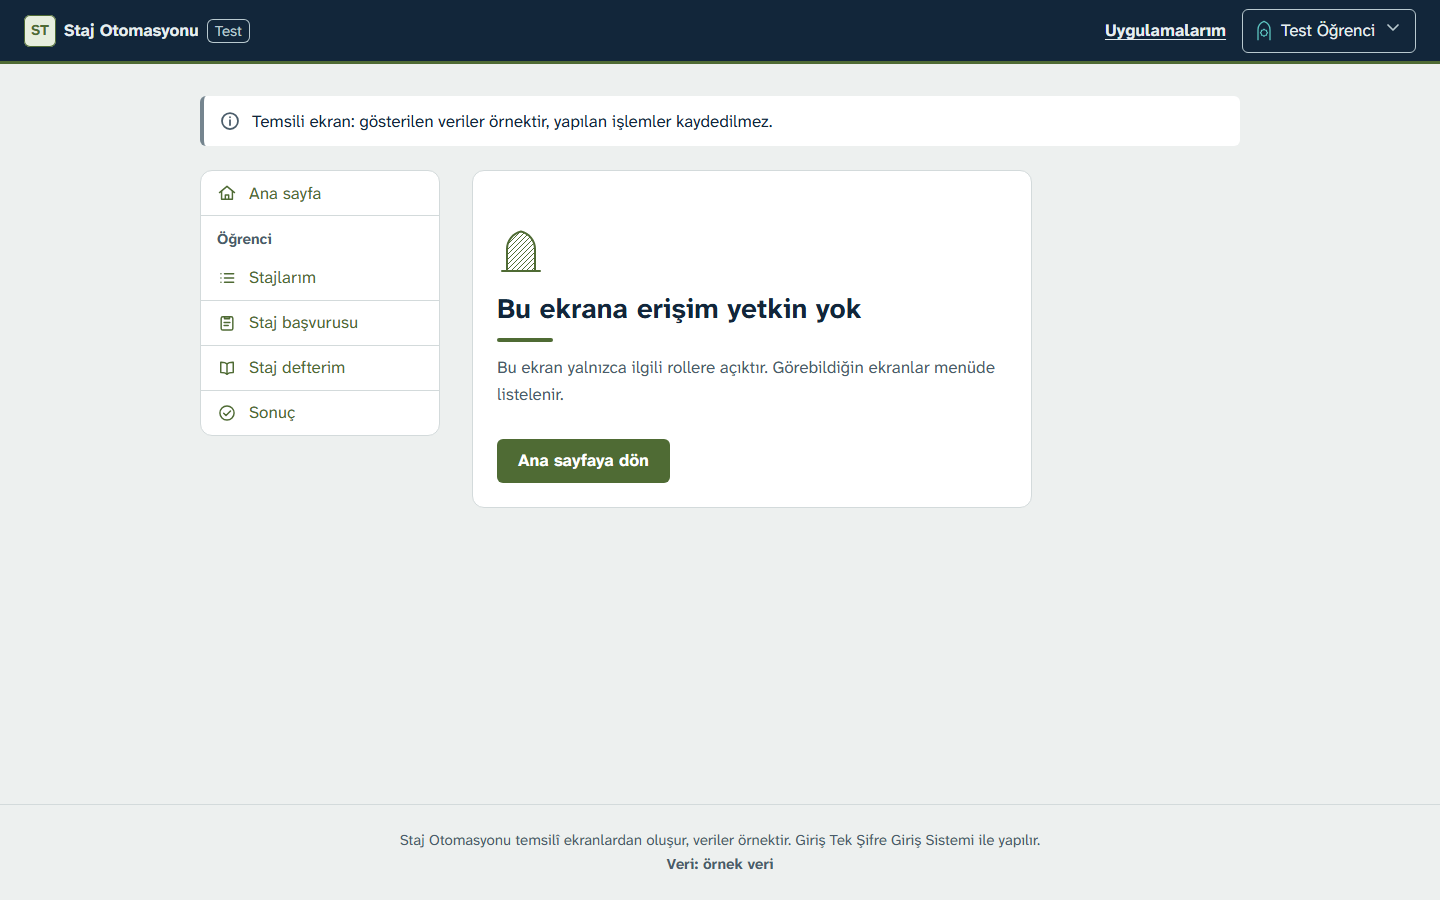 ST Staj Otomasyonu Test
Uygulamalarım
Test Öğrenci
Temsili ekran: gösterilen veriler örnektir, yapılan işlemler kaydedilmez.
Ana sayfa
Öğrenci
Stajlarım
Staj başvurusu
Staj defterim
Sonuç
Bu ekrana erişim yetkin yok
Bu ekran yalnızca ilgili rollere açıktır. Görebildiğin ekranlar menüde
listelenir.
Ana sayfaya dön
Staj Otomasyonu temsilî ekranlardan oluşur, veriler örnektir. Giriş Tek Şifre Giriş Sistemi ile yapılır.
Veri: örnek veri